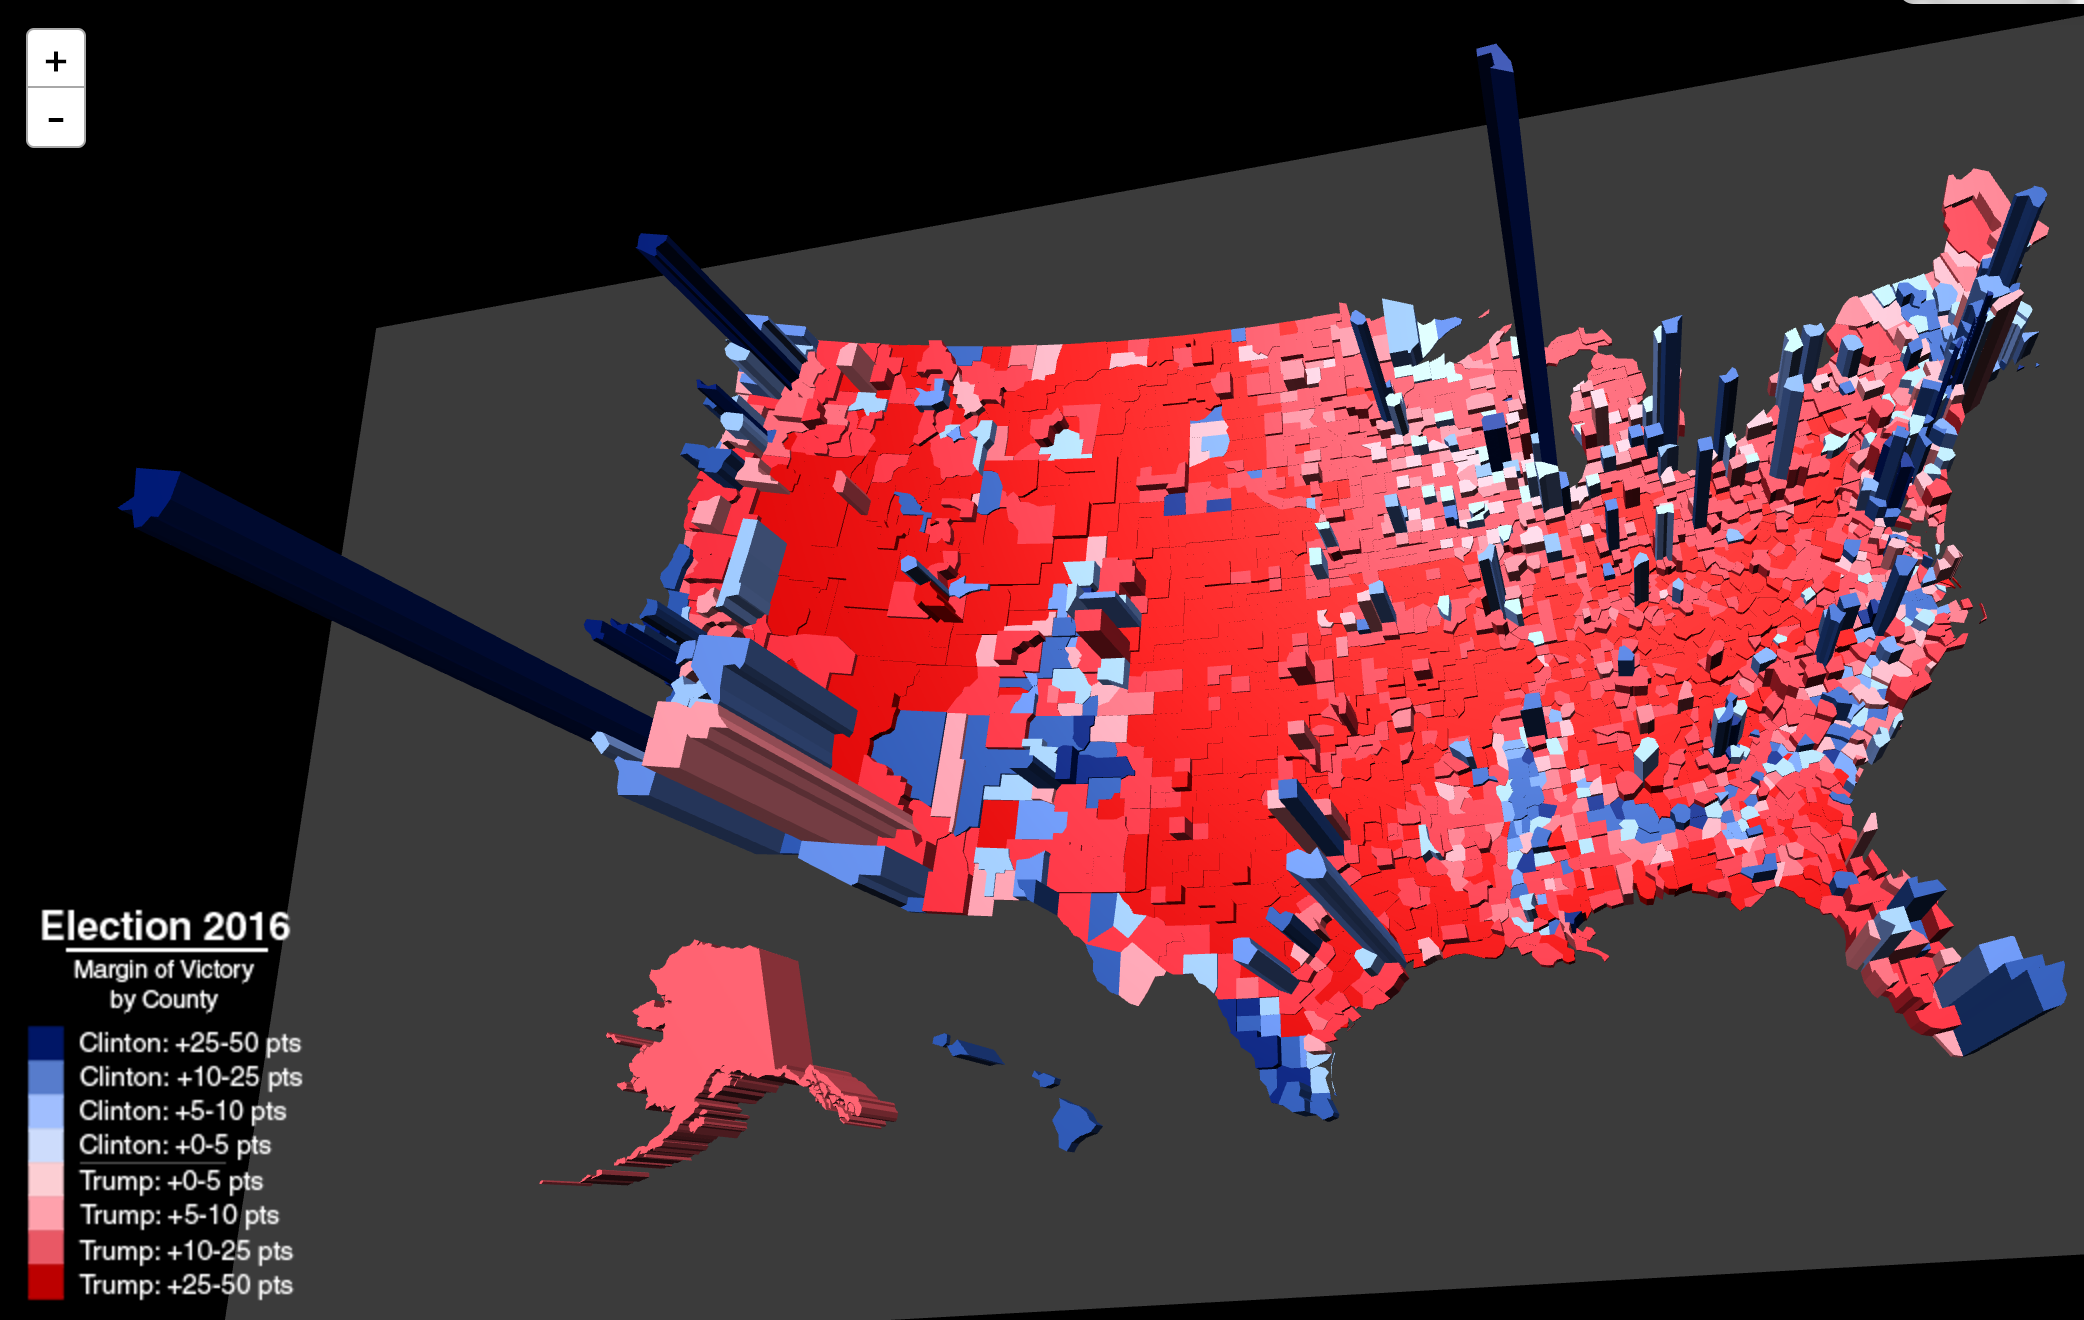 +
-
Election 2016
Margin of Victory
by County
Clinton: +25-50 pts
Clinton: +10-25 pts
Clinton: +5-10 pts
Clinton: +0-5 pts
Trump: +0-5 pts
Trump: +5-10 pts
Trump: +10-25 pts
Trump: +25-50 pts